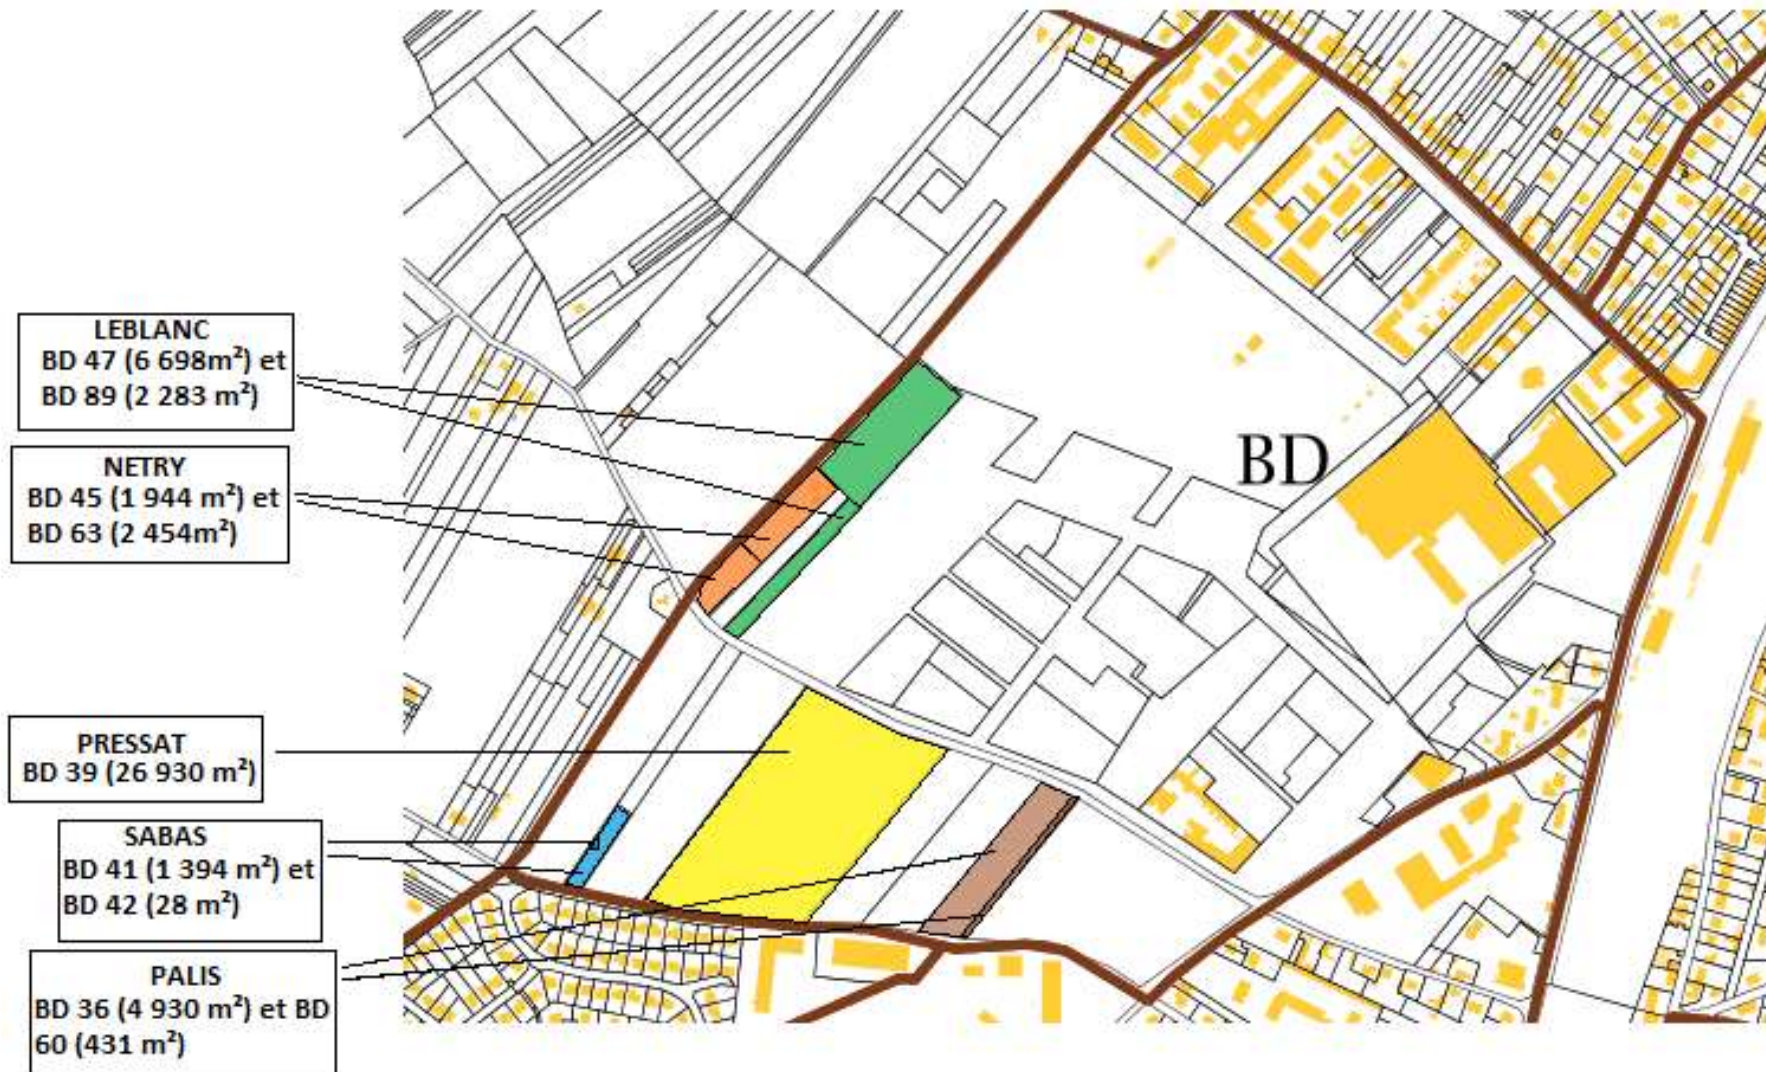 LEBLANC
BD 47 (6 698m²) et
BD 89 (2 283 m²)
NETRY
BD 45 (1 944 m²) et
BD 63 (2 454m²)
BD
PRESSAT
BD 39 (26 930 m²)
SABAS
BD 41 (1 394 m²) et
BD 42 (28 m²)
PALIS
BD 36 (4 930 m²) et BD
60 (431 m²)